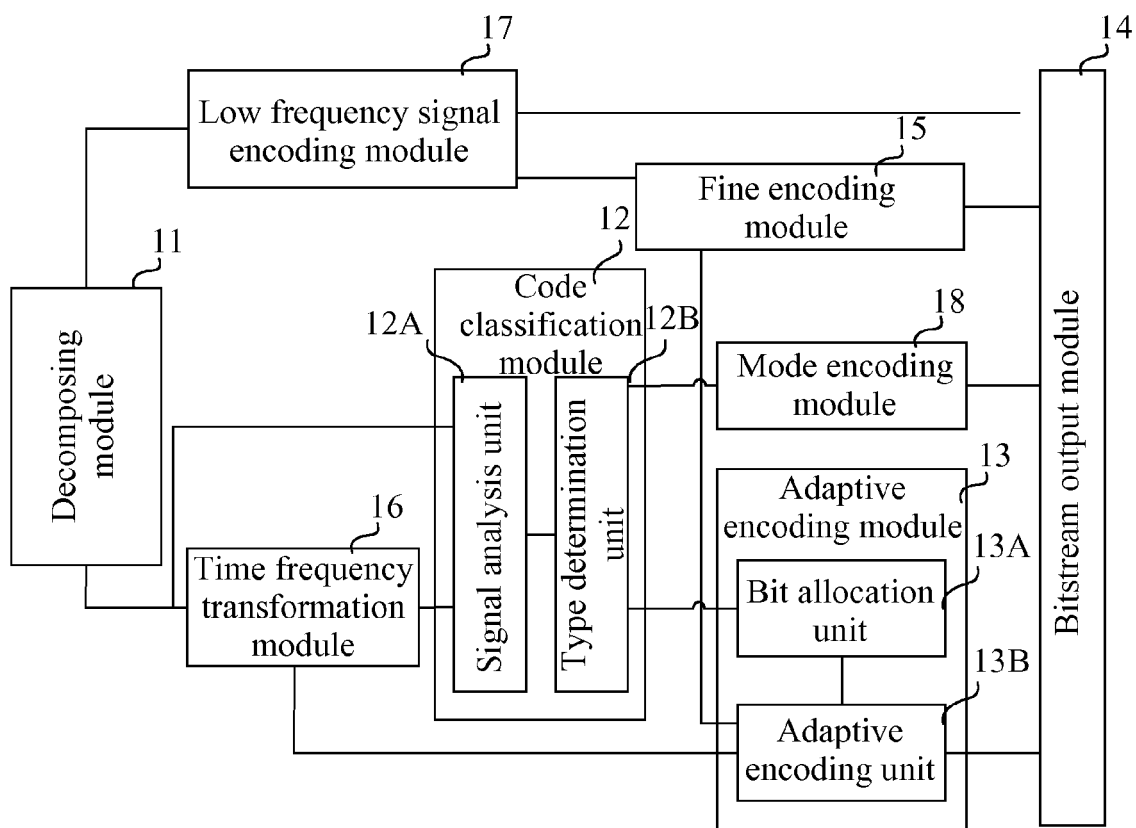 17
14
Low frequency signal
encoding module
15
Fine encoding
module
11
Decomposing
module
12
Code
classification
module
12A
12B
18
Mode encoding
module
Signal analysis unit
Type determination
unit
16
Time frequency
transformation
module
13
Adaptive
encoding module
13A
Bit allocation
unit
13B
Adaptive
encoding unit
Bitstream output module